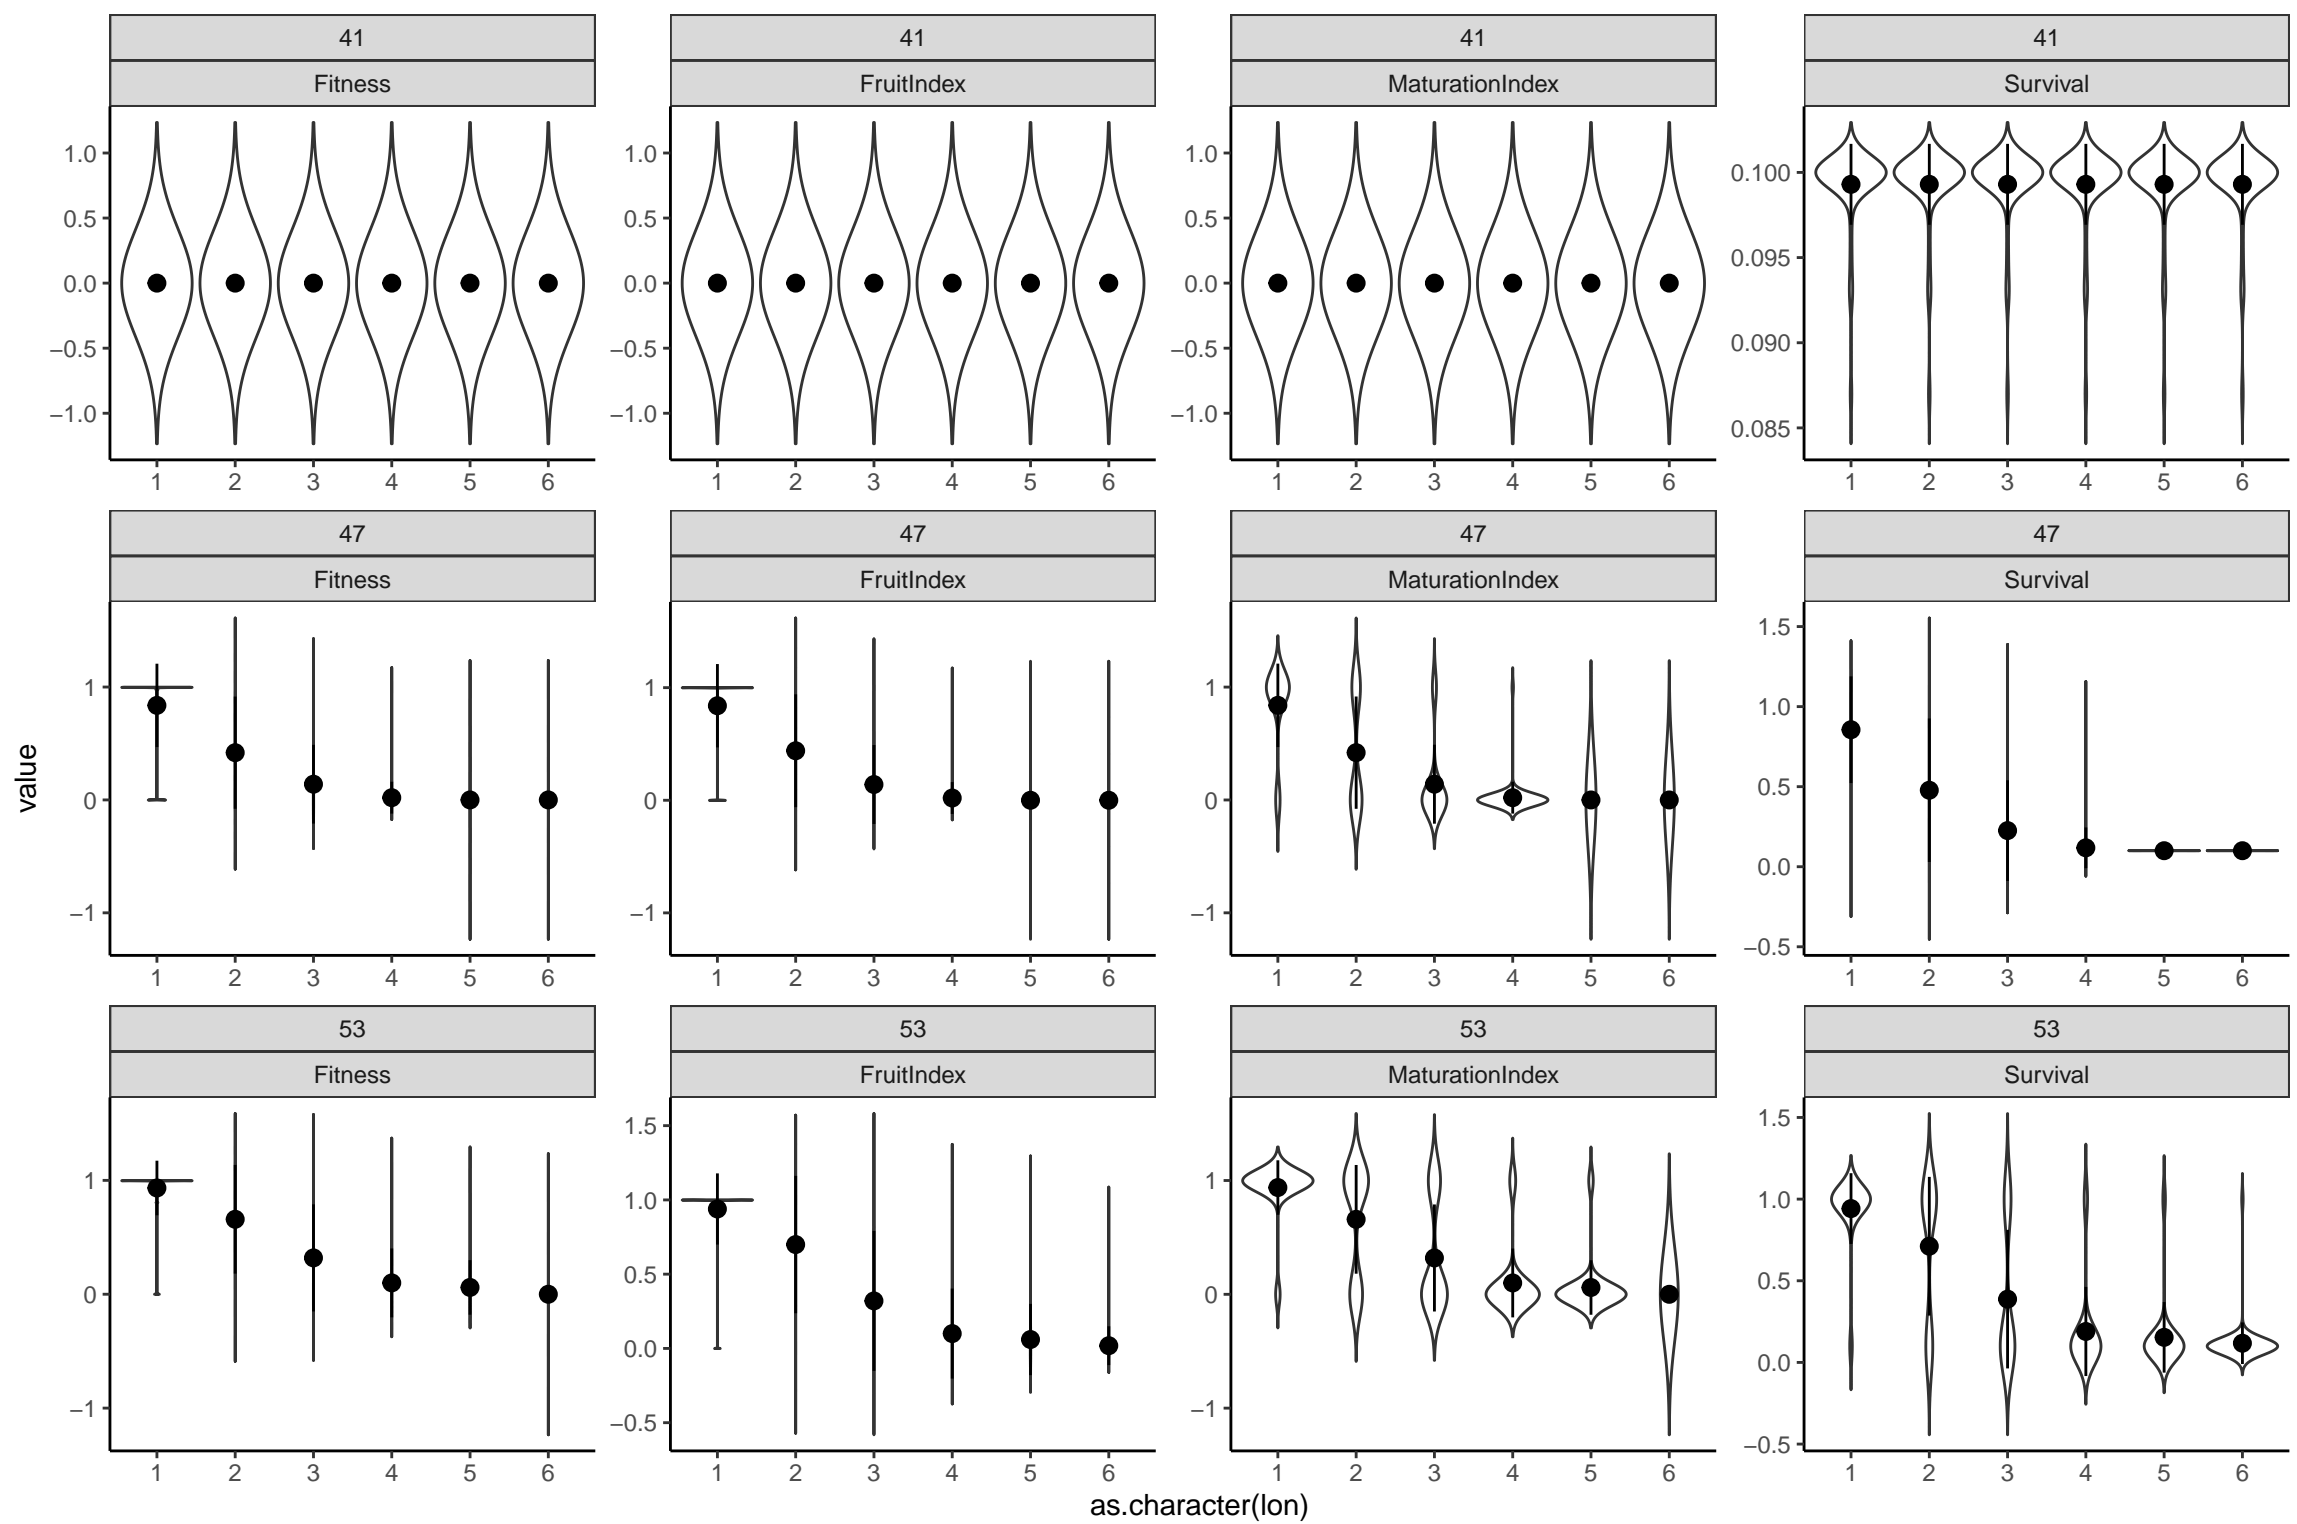 41 41 41 41
Fitness FruitIndex MaturationIndex Survival
1.0 1.0 1.0 0.100
0.5 0.5 0.5 0.095
0.0 0.0 0.0 0.090
−0.5 −0.5 −0.5 0.085
−1.0 −1.0 −1.0
1 2 3 4 5 6 1 2 3 4 5 6 1 2 3 4 5 6 1 2 3 4 5 6
47 47 47 47
Fitness FruitIndex MaturationIndex Survival
1 1 1 1.5
0 0 0 1.0
−1 −1 −1 0.5
0.0
−0.5
value
1 2 3 4 5 6 1 2 3 4 5 6 1 2 3 4 5 6 1 2 3 4 5 6
53 53 53 53
Fitness FruitIndex MaturationIndex Survival
1 1.5 1 1.5
0 1.0 0 1.0
−1 0.5 −1 0.5
0.0 0.0
−0.5 −0.5
1 2 3 4 5 6 1 2 3 4 5 6 1 2 3 4 5 6 1 2 3 4 5 6
as.character(lon)